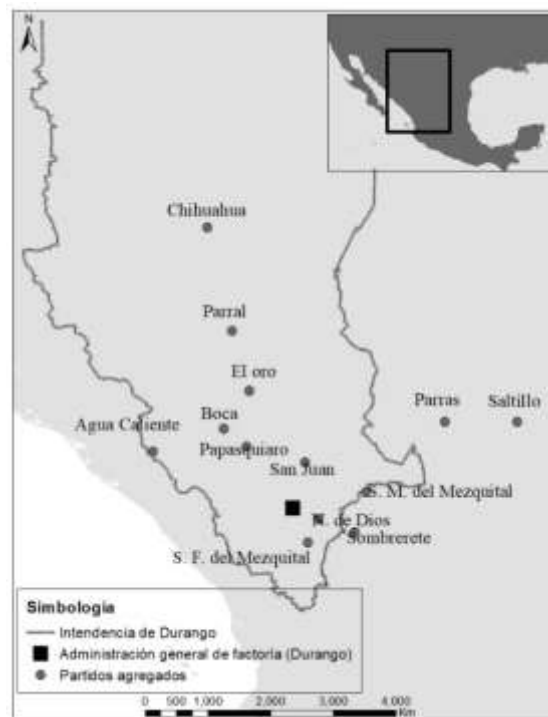 N
Chihuahua
Parral
El oro
Boca
Agua Caliente
Papasquiaro
San Juan
Parras
Saltillo
S. M. del Mezquital
N. de Dios
Sombrerete
S. F. del Mezquital
Simbología
Intendencia de Durango
Administración general de factoría (Durango)
Partidos agregados
0 500 1,000 2,000 3,000 4,000
Km